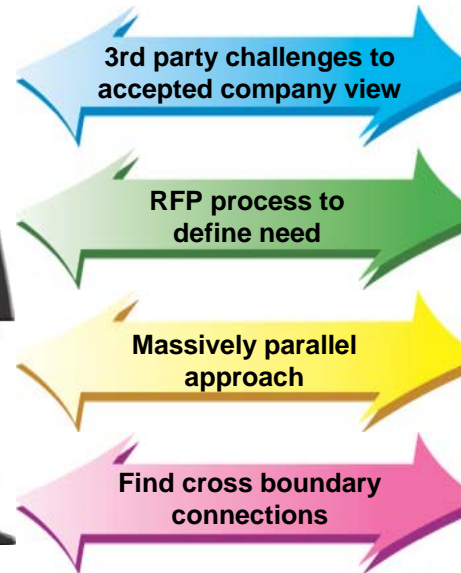 3rd party challenges to
accepted company view
RFP process to
define need
Massively parallel
approach
Find cross boundary
connections